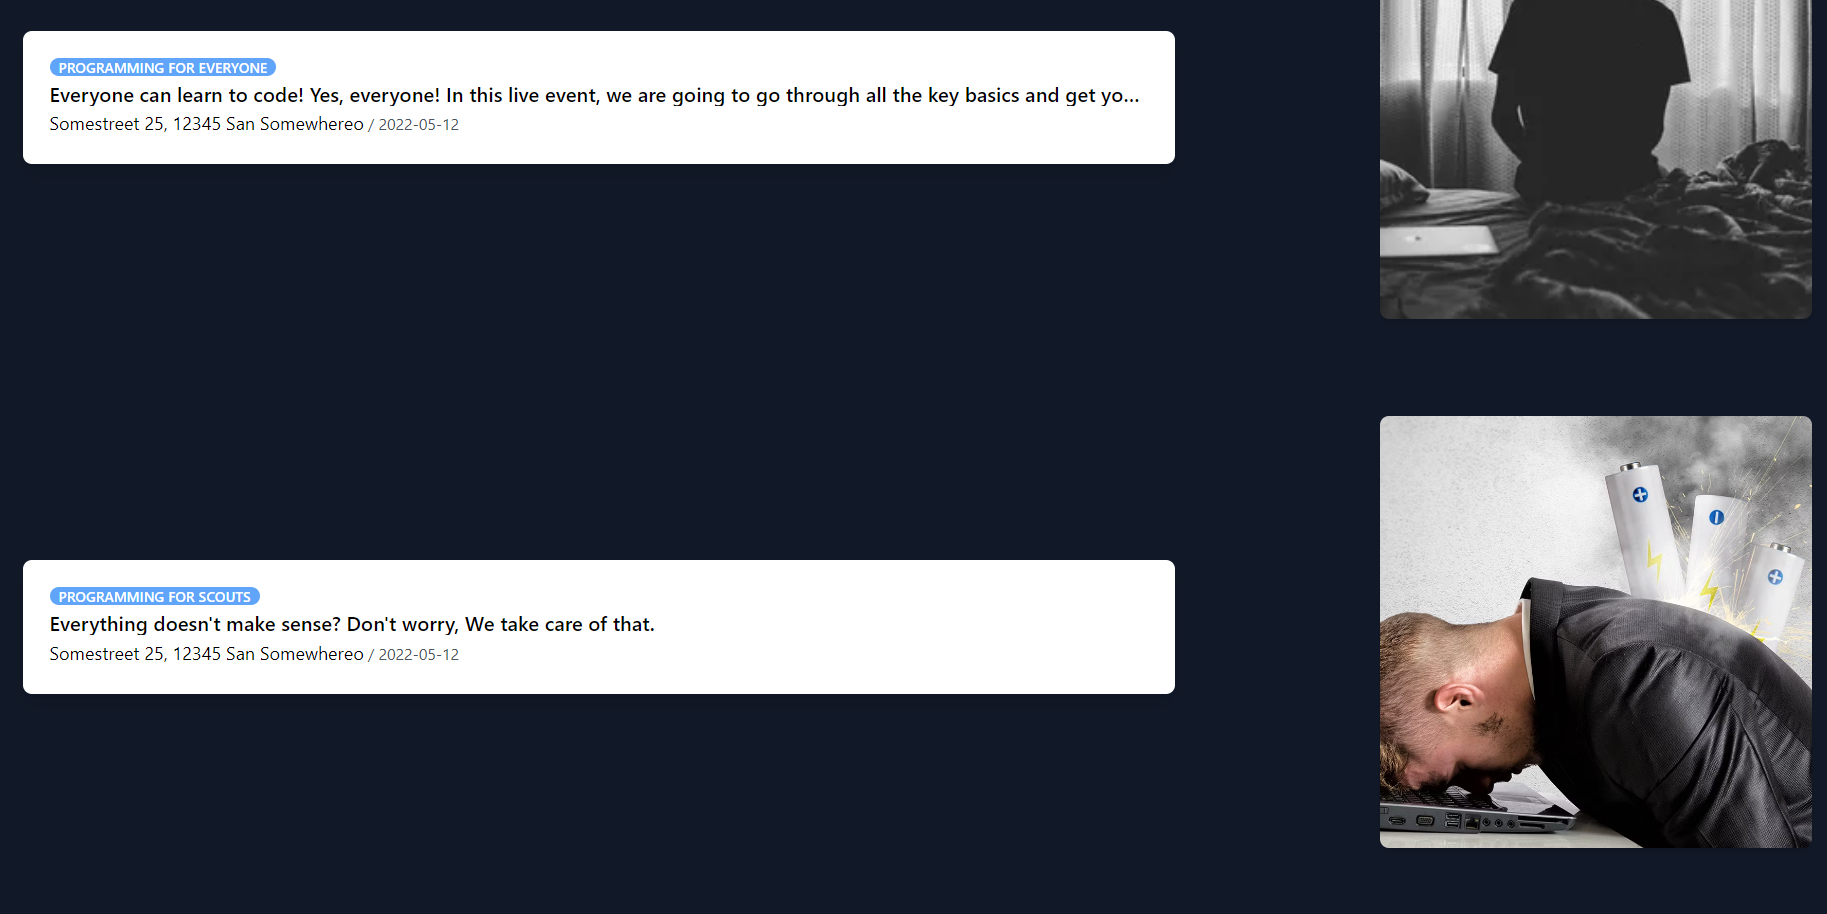 PROGRAMMING FOR EVERYONE
Everyone can learn to code! Yes, everyone! In this live event, we are going to go through all the key basics and get yo...
Somestreet 25, 12345 San Somewhereo / 2022-05-12
PROGRAMMING FOR SCOUTS
Everything doesn't make sense? Don't worry, We take care of that.
Somestreet 25, 12345 San Somewhereo / 2022-05-12